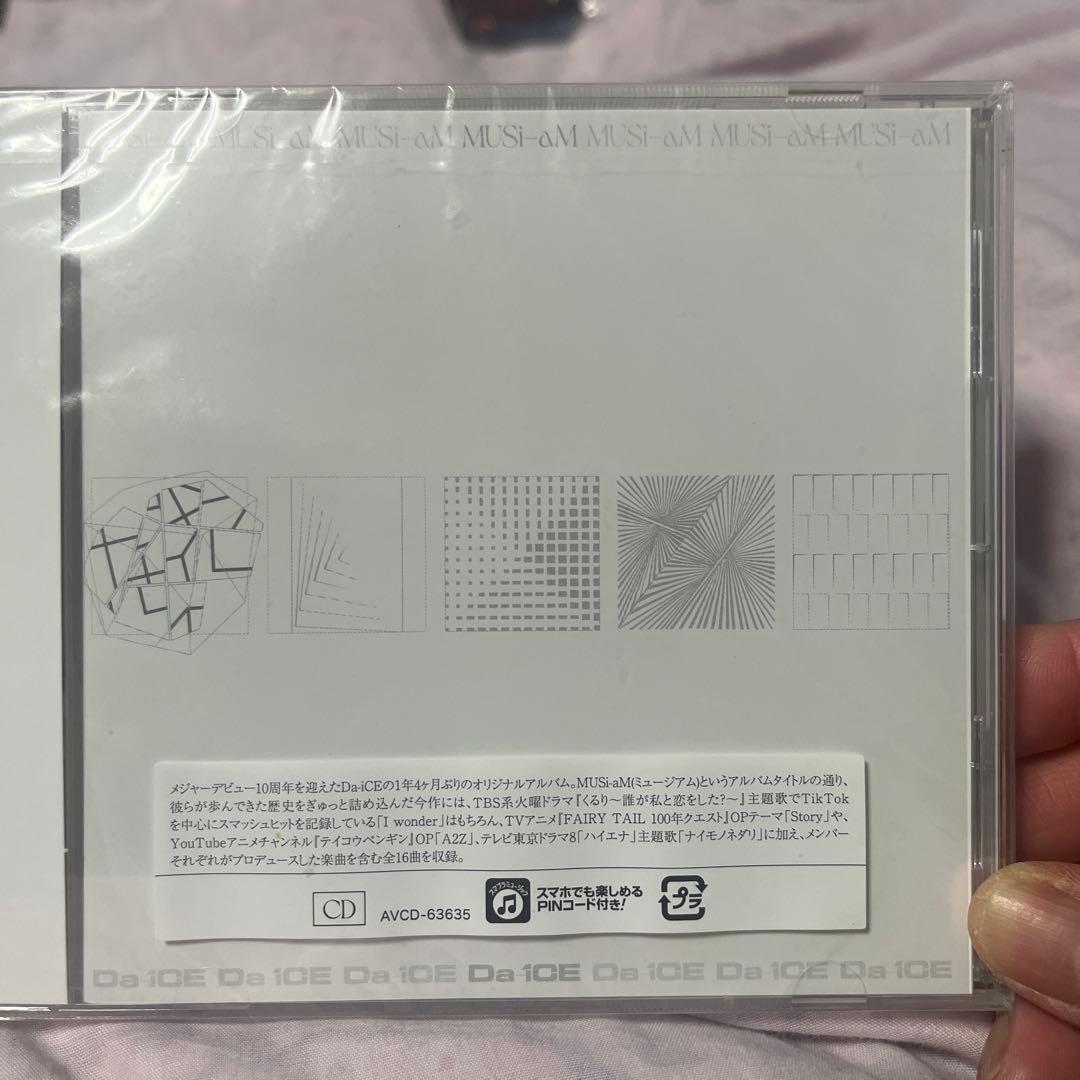 MUSi-aM MUSi-aM MUSi-aM MUSi-aM MUSi-aM MUSi-aM
メジャーデビュー10周年を迎えたDa-iCEの1年4ヶ月ぶりのオリジナルアルバム。MUSi-aM(ミュージアム)というアルバムタイトルの通り、
彼らが歩んできた歴史をぎゅっと詰め込んだ今作には、TBS系火曜ドラマ『くるり〜誰が私と恋をした?〜』主題歌でTikTok
を中心にスマッシュヒットを記録している「I wonder」はもちろん、TVアニメ『FAIRY TAIL 100年クエスト』OPテーマ「Story」や、
YouTubeアニメチャンネル『テイコウペンギン』OP「A2Z」、テレビ東京ドラマ8「ハイエナ」主題歌「ナイモノネダリ」に加え、メンバー
それぞれがプロデュースした楽曲を含む全16曲を収録。
CD AVCD-63635 スマプラミュージック スマホでも楽しめる
PINコード付き! プラ
Da-iCE Da-iCE Da-iCE Da-iCE Da-iCE Da-iCE Da-iCE